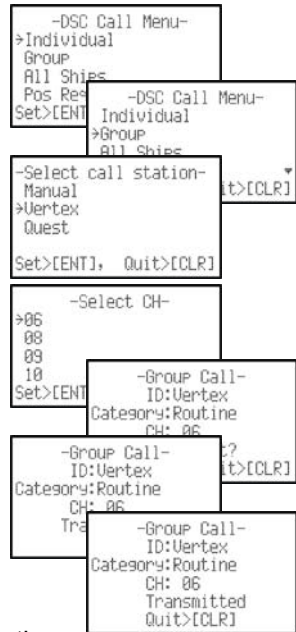 -DSC Call Menu-
→Individual
Group
All Ships
Pos Req
Set>[ENT
-DSC Call Menu-
Individual
→Group
All Ships
it>[CLR]
-Select call station-
Manual
→Vertex
Quest
Set>[ENT], Quit>[CLR]
-Select CH-
→06
08
09
10
Set>[ENT
-Group Call-
ID:Vertex
Category:Routine
CH: 06
t?
it>[CLR]
-Group Call-
ID:Vertex
Category:Routine
CH: 06
Tra
-Group Call-
ID:Vertex
Category:Routine
CH: 06
Transmitted
Quit>[CLR]